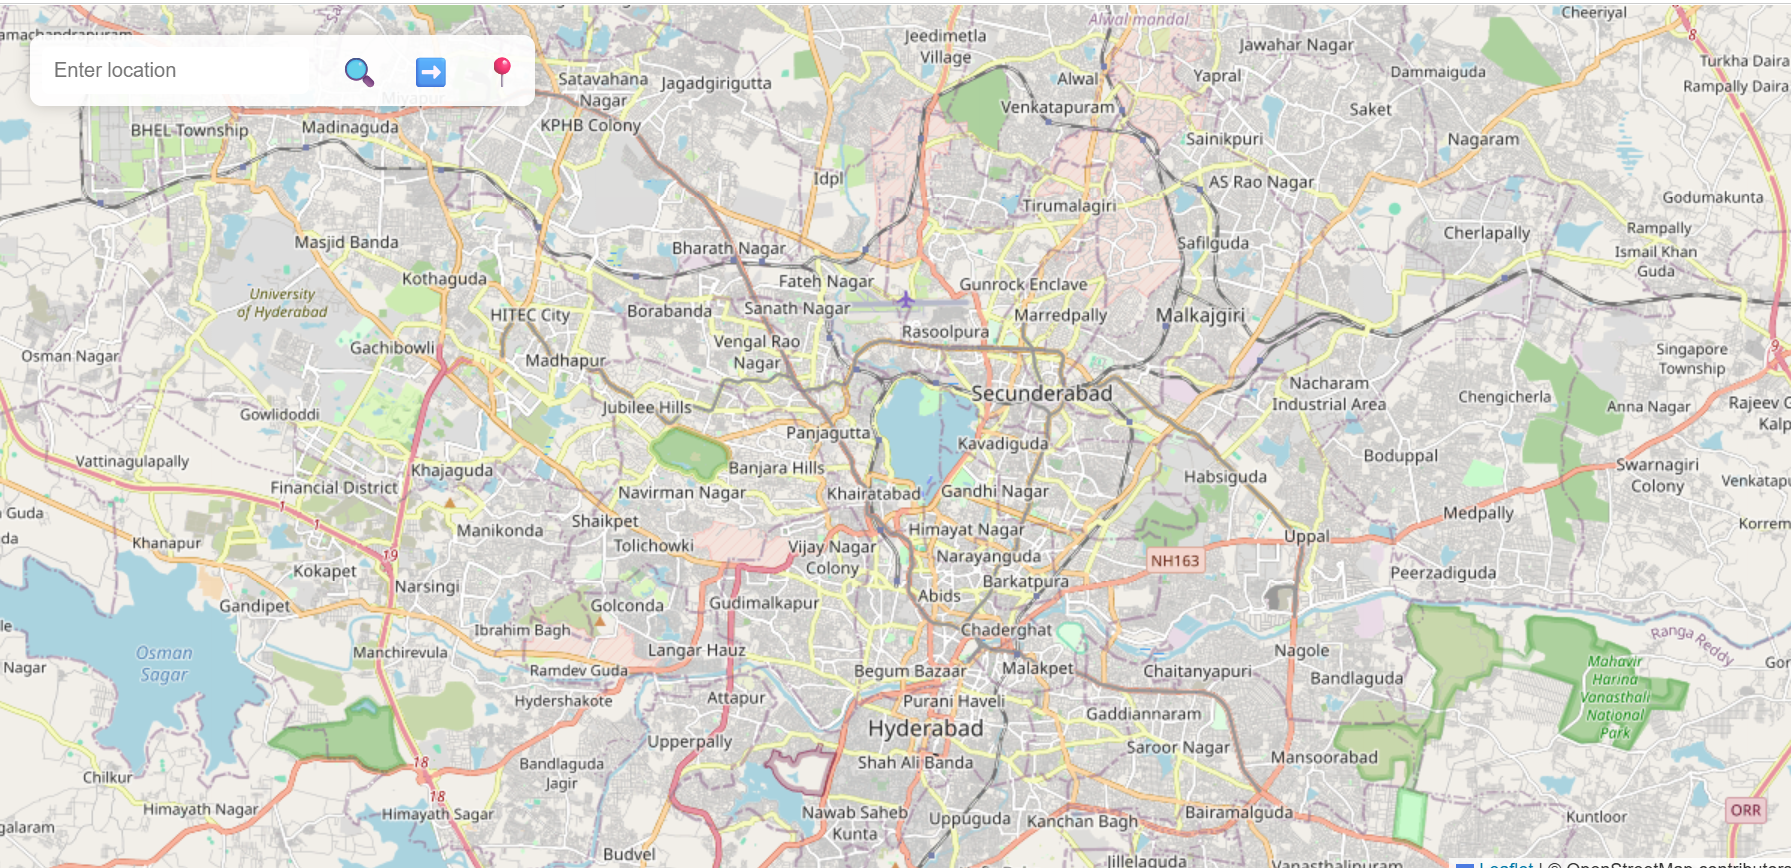 Alwal mandal
Cheeriyal
8
Jeedimetla
Village
Jawahar Nagar
Enter location
Satavahana
Nagar
Jagadgirigutta
Alwal
Yapral
Dammaiguda
Turkha Daira
Rampally Daira
Miyapur
Venkatapuram
Saket
BHEL Township
Madinaguda
KPHB Colony
Sainikpuri
Nagaram
Idpl
AS Rao Nagar
Godumakunta
Tirumalagiri
Masjid Banda
Bharath Nagar
Safilguda
Cherlapally
Rampally
Ismail Khan
Guda
Kothaguda
Fateh Nagar
Gunrock Enclave
University
of Hyderabad
HITEC City
Borabanda
Sanath Nagar
Marredpally
Malkajgiri
Rasoolpura
Gachibowli
Osman Nagar
Madhapur
Vengal Rao
Nagar
Singapore
Township
9
Secunderabad
Nacharam
Industrial Area
Chengicherla
Anna Nagar
Gowlidoddi
Jubilee Hills
Panjagutta
Kavadiguda
Boduppal
Vattinagulapally
Khajaguda
Banjara Hills
Habsiguda
Swarnagiri
Colony
Financial District
Navirman Nagar
Khairatabad
Gandhi Nagar
1
1
Medpally
Shaikpet
Manikonda
Himayat Nagar
Khanapur
Tolichowki
Vijay Nagar
Colony
Narayanguda
Uppal
19
NH163
Kokapet
Narsingi
Barkatpura
Peerzadiguda
Gandipet
Golconda
Gudimalkapur
Abids
Ibrahim Bagh
Chaderghat
Ranga Reddy
Osman
Sagar
Manchirevula
Langar Hauz
Nagole
Nagar
Ramdev Guda
Begum Bazaar
Malakpet
Chaitanyapuri
Bandlaguda
Mahavir
Harina
Vanasthali
National
Park
Hydershakote
Attapur
Purani Haveli
Gaddiannaram
Hyderabad
Upperpally
Saroor Nagar
Mansoorabad
Chilkur
18
Bandlaguda
Jagir
Shah Ali Banda
18
Himayath Nagar
Himayath Sagar
Nawab Saheb
Kunta
Uppuguda
Kanchan Bagh
Bairamalguda
Kuntloor
ORR
Budvel
Jillelaguda
Vanasthalipuram
Leaflet | © OpenStreetMap contributors